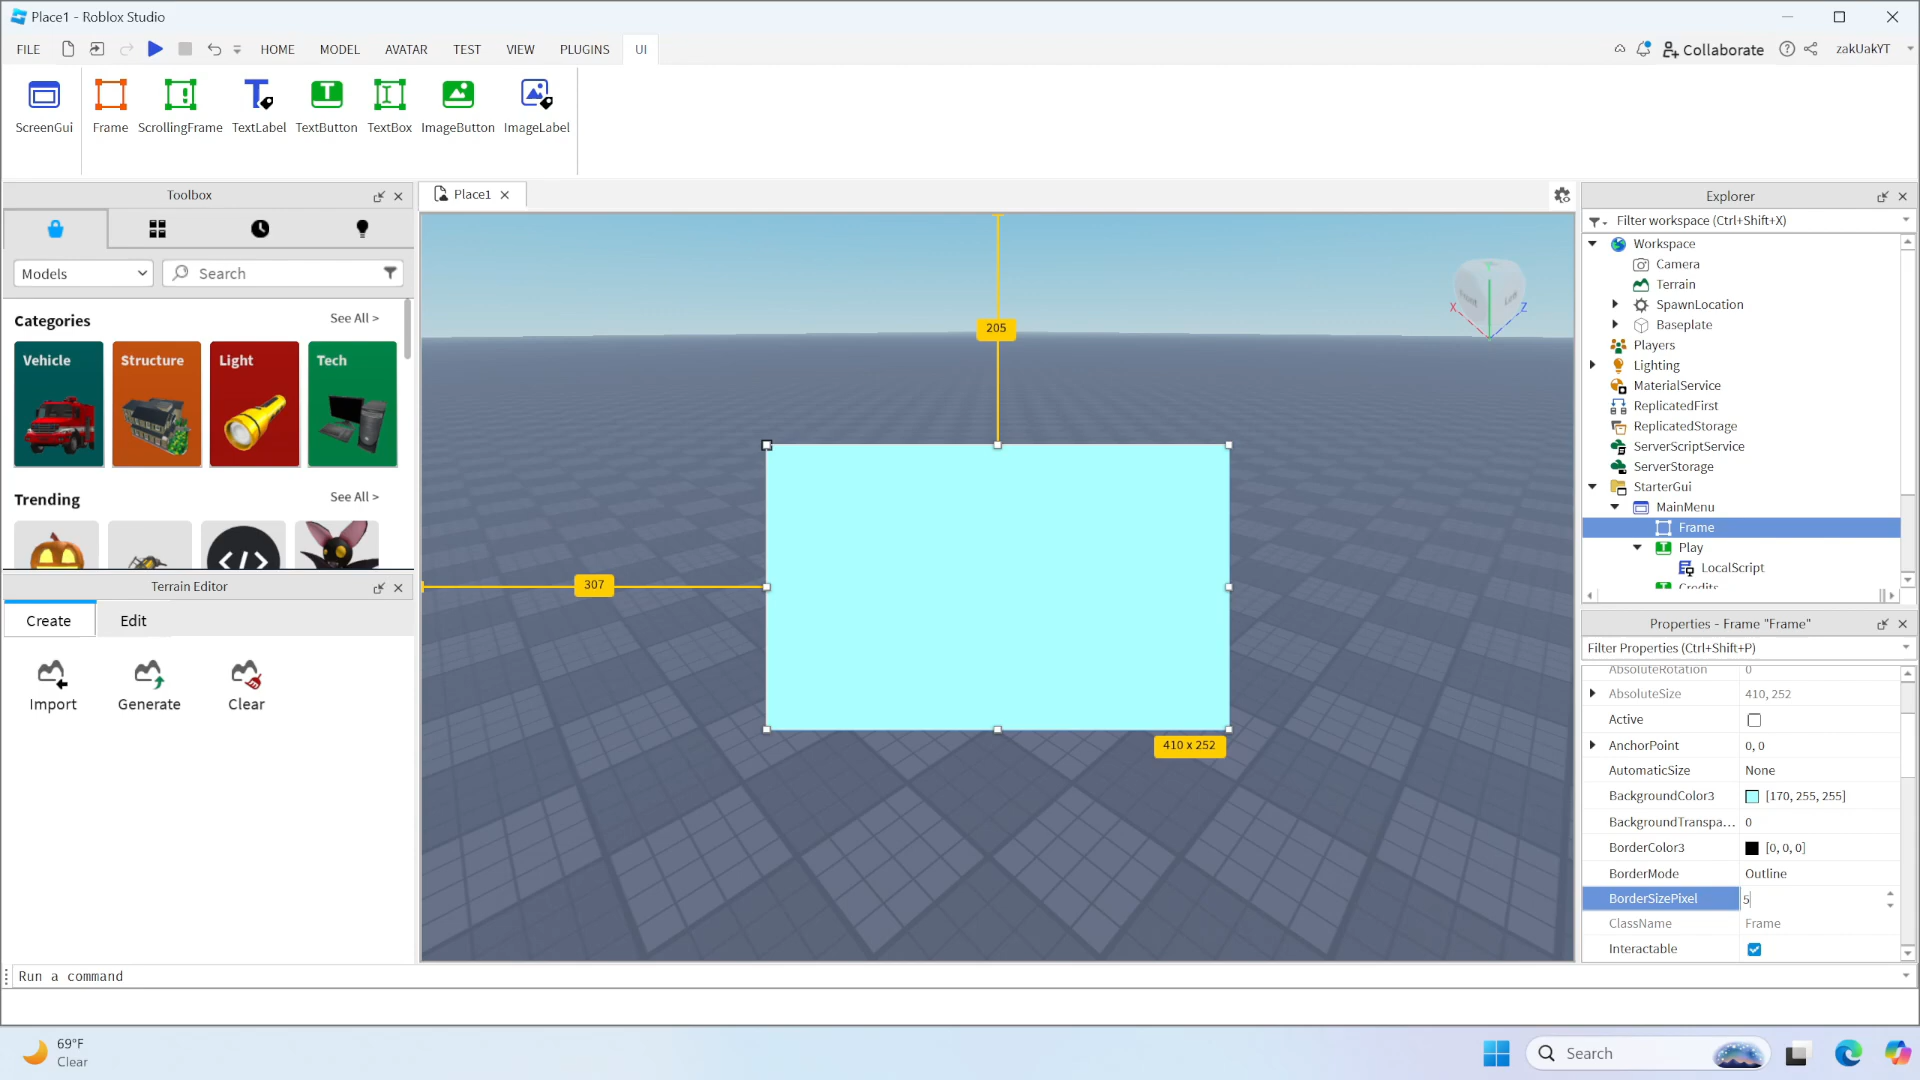 Place1 - Roblox Studio
FILE
HOME
MODEL
AVATAR
TEST
VIEW
PLUGINS
UI
Collaborate
zakUakYT
ScreenGui
Frame
ScrollingFrame
TextLabel
TextButton
TextBox
ImageButton
ImageLabel
Toolbox
Models
Search
Categories
See All >
Vehicle
Structure
Light
Tech
Trending
See All >
Terrain Editor
Create
Edit
Import
Generate
Clear
Place1
205
307
410 x 252
X
Z
Explorer
Filter workspace (Ctrl+Shift+X)
Workspace
Camera
Terrain
SpawnLocation
Baseplate
Players
Lighting
MaterialService
ReplicatedFirst
ReplicatedStorage
ServerScriptService
ServerStorage
StarterGui
MainMenu
Frame
Play
LocalScript
Credits
Properties - Frame "Frame"
Filter Properties (Ctrl+Shift+P)
AbsoluteRotation 0
AbsoluteSize 410, 252
Active
AnchorPoint 0, 0
AutomaticSize None
BackgroundColor3 [170, 255, 255]
BackgroundTranspa... 0
BorderColor3 [0, 0, 0]
BorderMode Outline
BorderSizePixel 5
ClassName Frame
Interactable
Run a command
69°F
Clear
Search